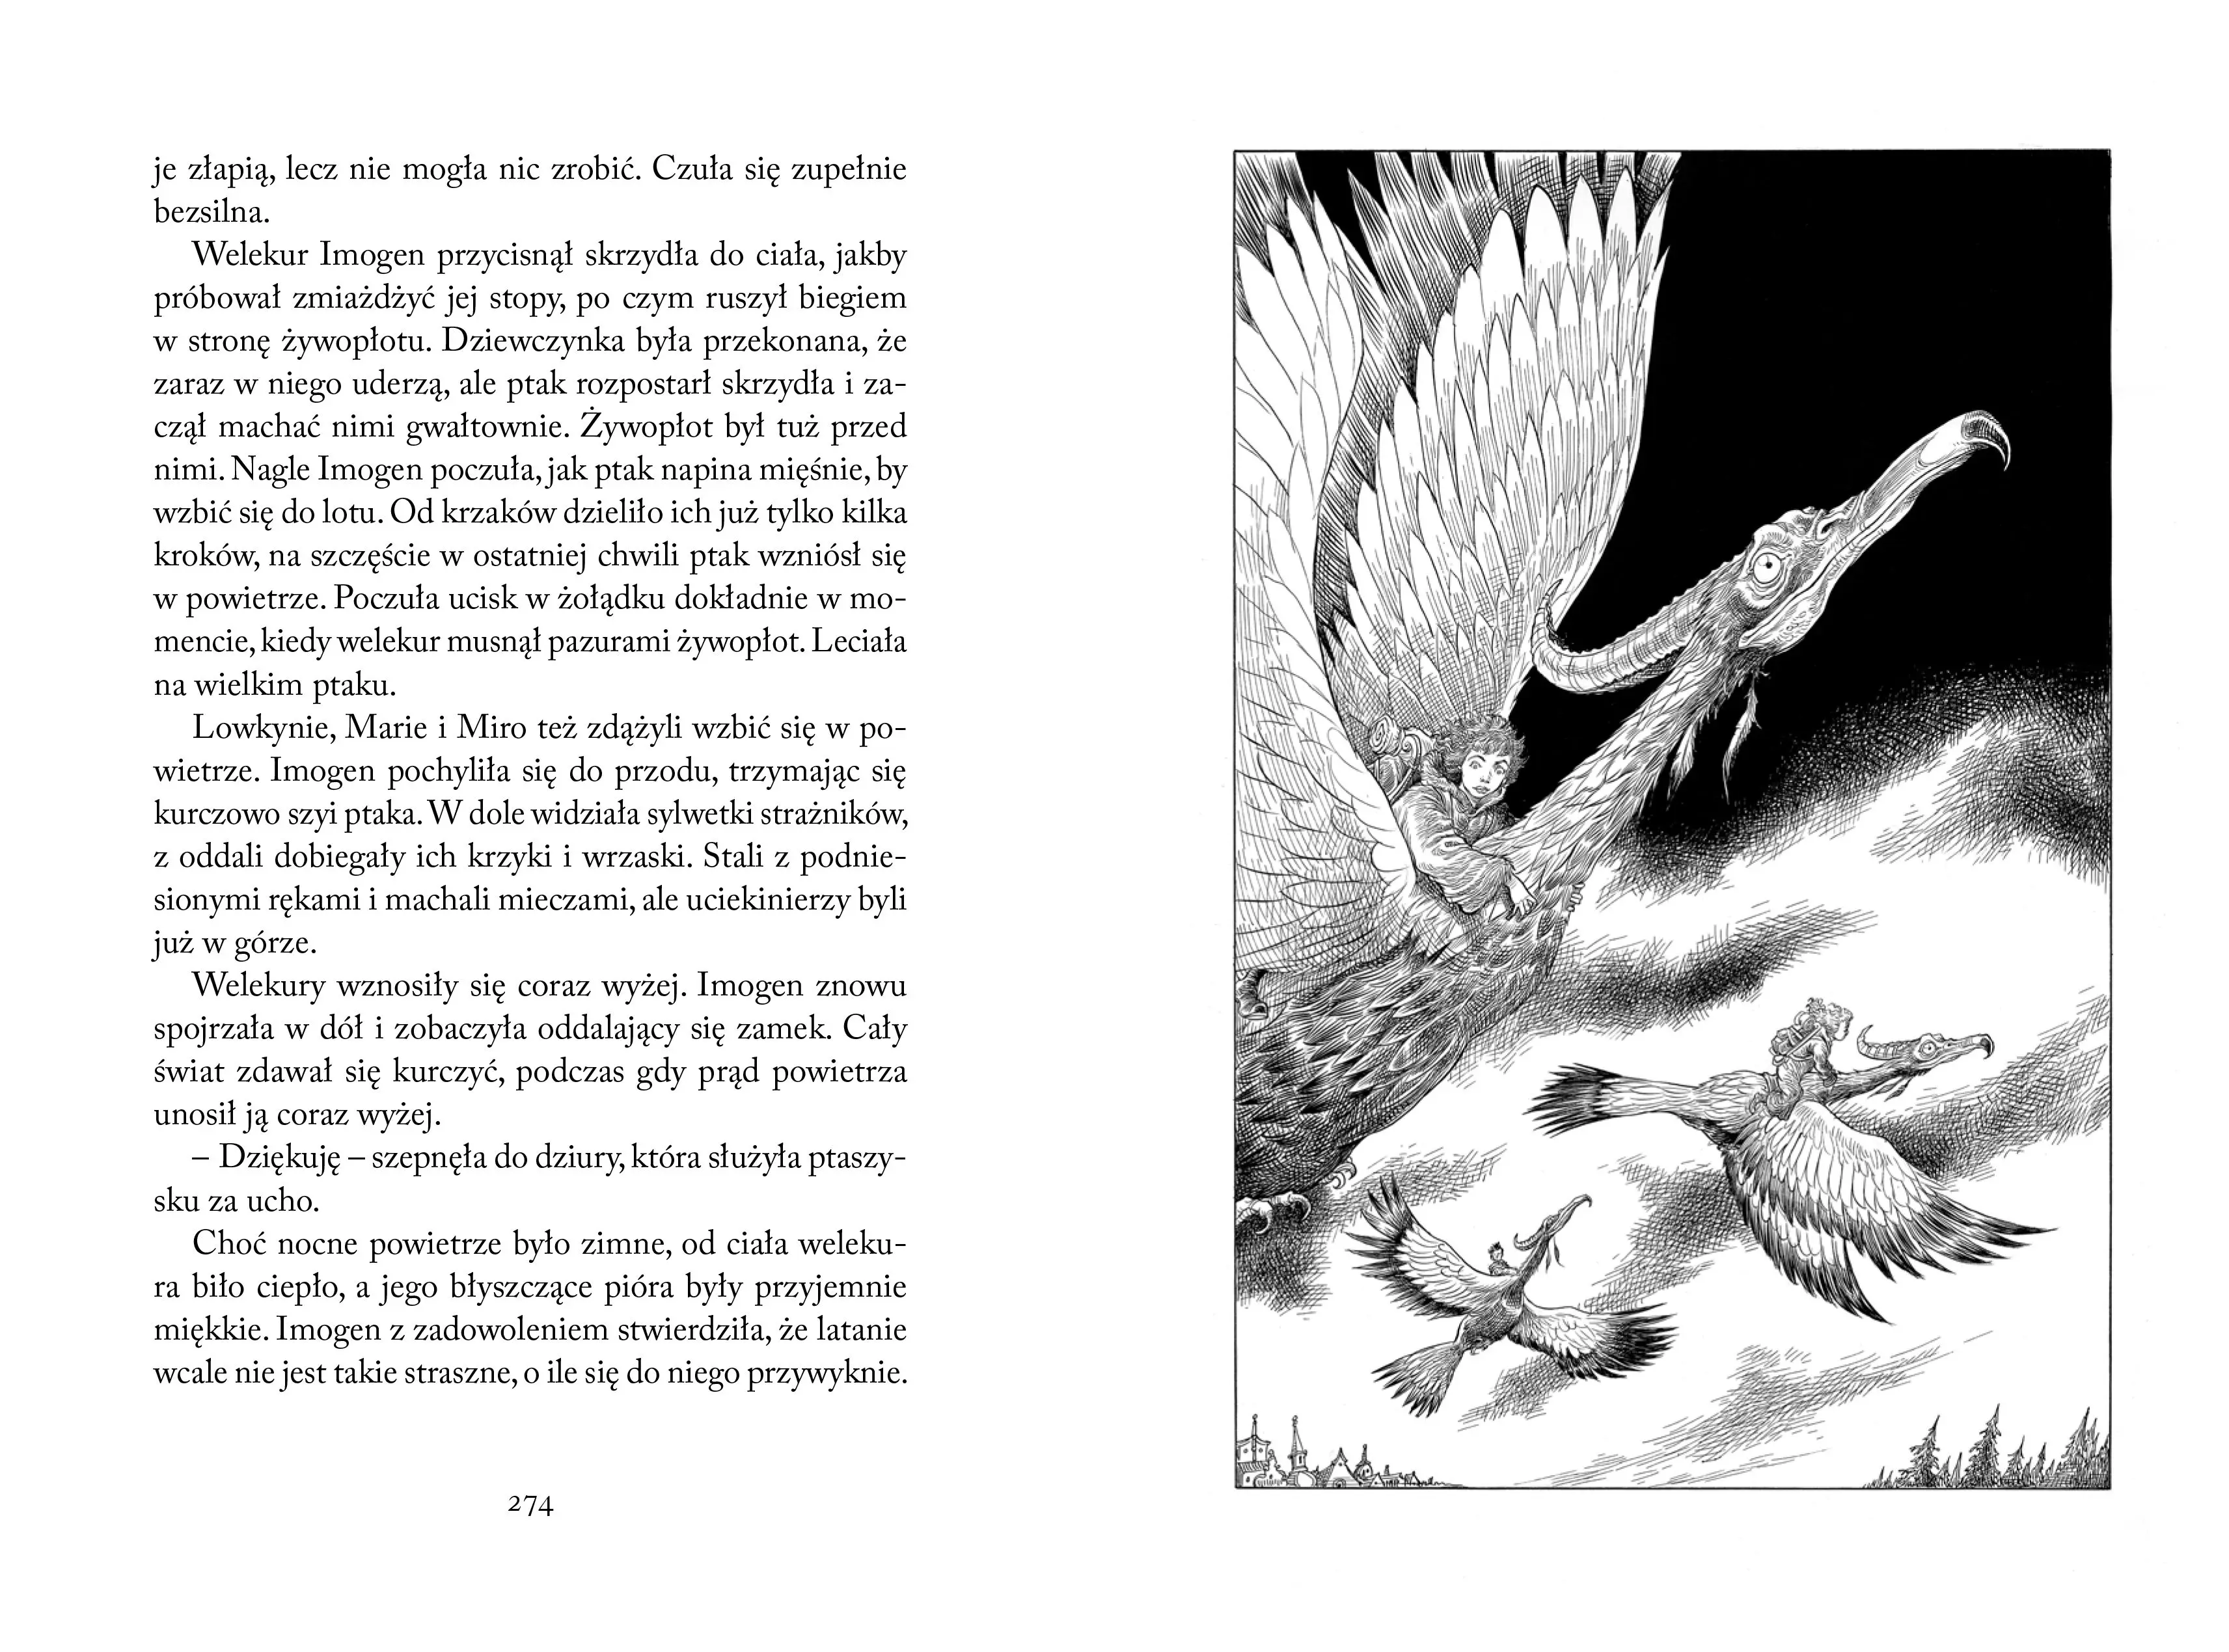 je złapią, lecz nie mogła nic zrobić. Czuła się zupełnie
bezsilna.
Welekur Imogen przycisnął skrzydła do ciała, jakby
próbował zmiażdżyć jej stopy, po czym ruszył biegiem
w stronę żywopłotu. Dziewczynka była przekonana, że
zaraz w niego uderzą, ale ptak rozpostarł skrzydła i za-
czął machać nimi gwałtownie. Żywopłot był tuż przed
nimi. Nagle Imogen poczuła, jak ptak napina mięśnie, by
wzbić się do lotu. Od krzaków dzieliło ich już tylko kilka
kroków, na szczęście w ostatniej chwili ptak wzniósł się
w powietrze. Poczuła ucisk w żołądku dokładnie w mo-
mencie, kiedy welekur musnął pazurami żywopłot. Leciała
na wielkim ptaku.
Lowkynie, Marie i Miro też zdążyli wzbić się w po-
wietrze. Imogen pochyliła się do przodu, trzymając się
kurczowo szyi ptaka. W dole widziała sylwetki strażników,
z oddali dobiegały ich krzyki i wrzaski. Stali z podnie-
sionymi rękami i machali mieczami, ale uciekinierzy byli
już w górze.
Welekury wznosiły się coraz wyżej. Imogen znowu
spojrzała w dół i zobaczyła oddalający się zamek. Cały
świat zdawał się kurczyć, podczas gdy prąd powietrza
unosił ją coraz wyżej.
– Dziękuję – szepnęła do dziury, która służyła ptaszy-
sku za ucho.
Choć nocne powietrze było zimne, od ciała weleku-
ra biło ciepło, a jego błyszczące pióra były przyjemnie
miękkie. Imogen z zadowoleniem stwierdziła, że latanie
wcale nie jest takie straszne, o ile się do niego przywyknie.
274